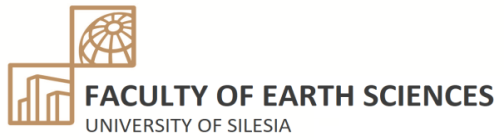 FACULTY OF EARTH SCIENCES
UNIVERSITY OF SILESIA